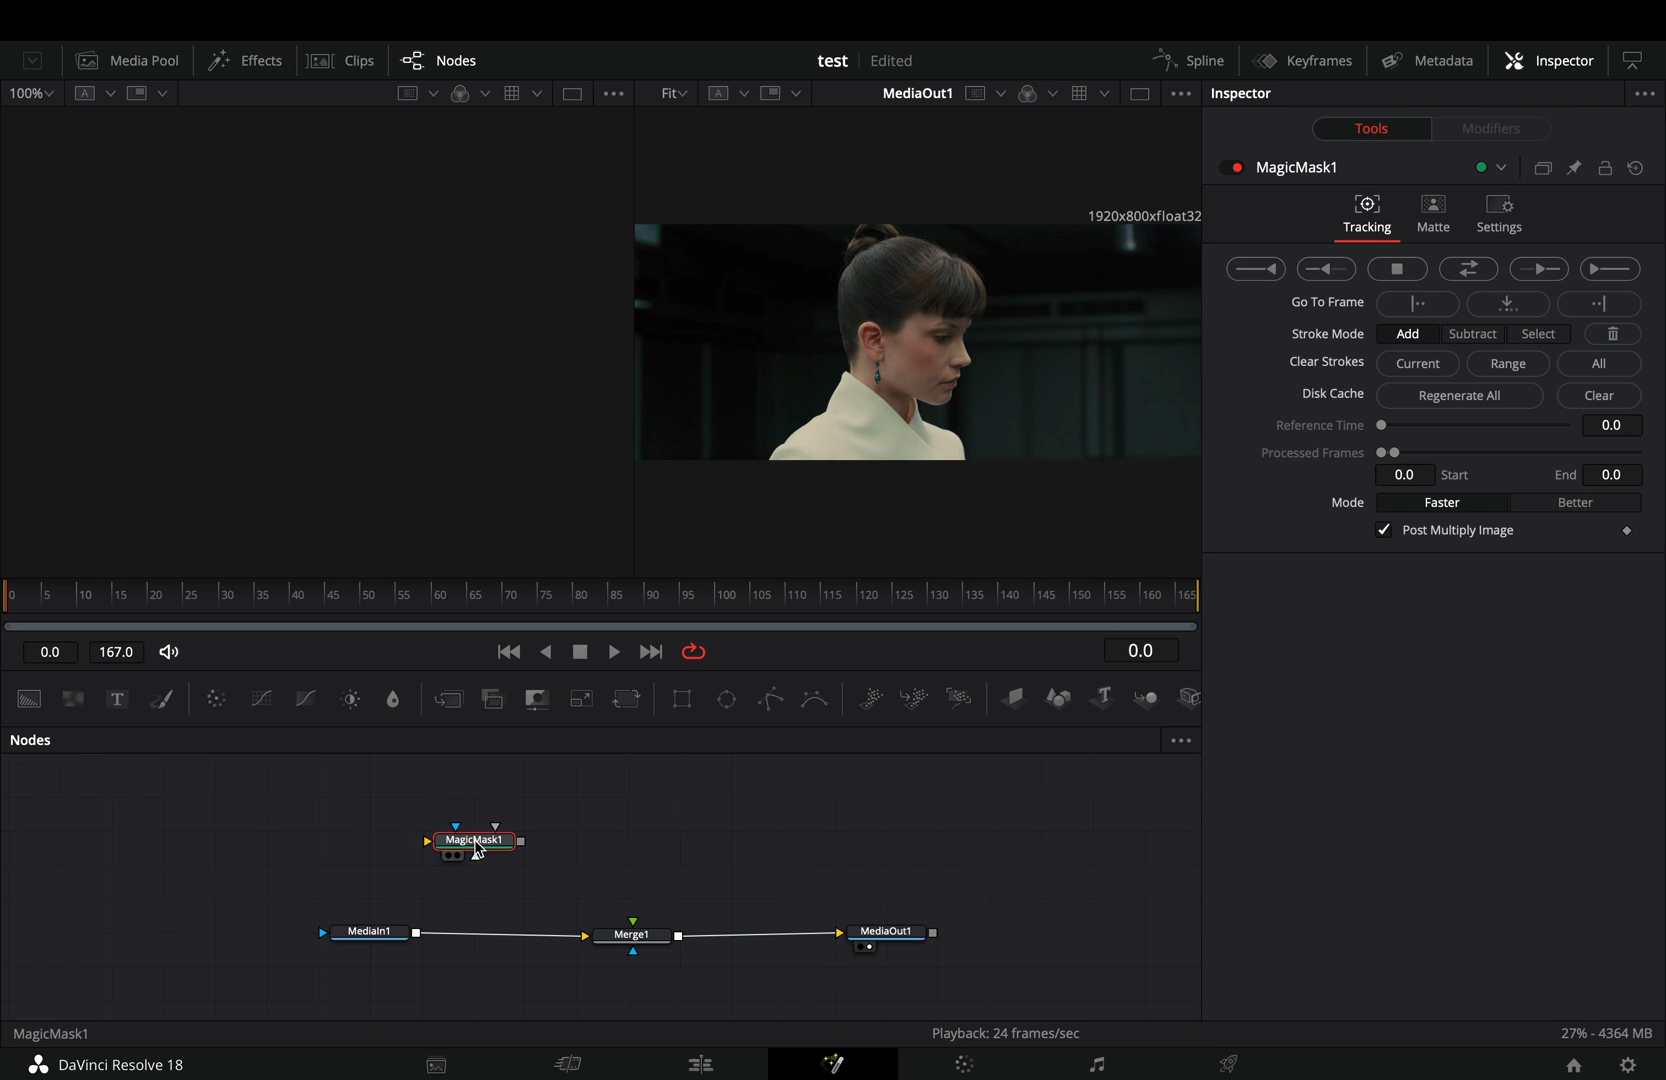 Media Pool Effects Clips Nodes test Edited Spline Keyframes Metadata Inspector
100% A Fit A MediaOut1 Inspector
Tools Modifiers
MagicMask1
Tracking Matte Settings
1920x800xfloat32
Go To Frame
Stroke Mode Add Subtract Select
Clear Strokes Current Range All
Disk Cache Regenerate All Clear
Reference Time 0.0
Processed Frames
0.0 Start End 0.0
Mode Faster Better
Post Multiply Image
0 5 10 15 20 25 30 35 40 45 50 55 60 65 70 75 80 85 90 95 100 105 110 115 120 125 130 135 140 145 150 155 160 165
0.0 167.0 0.0
T T
Nodes
MagicMask1
MediaIn1 Merge1 MediaOut1
MagicMask1 Playback: 24 frames/sec 27% - 4364 MB
DaVinci Resolve 18